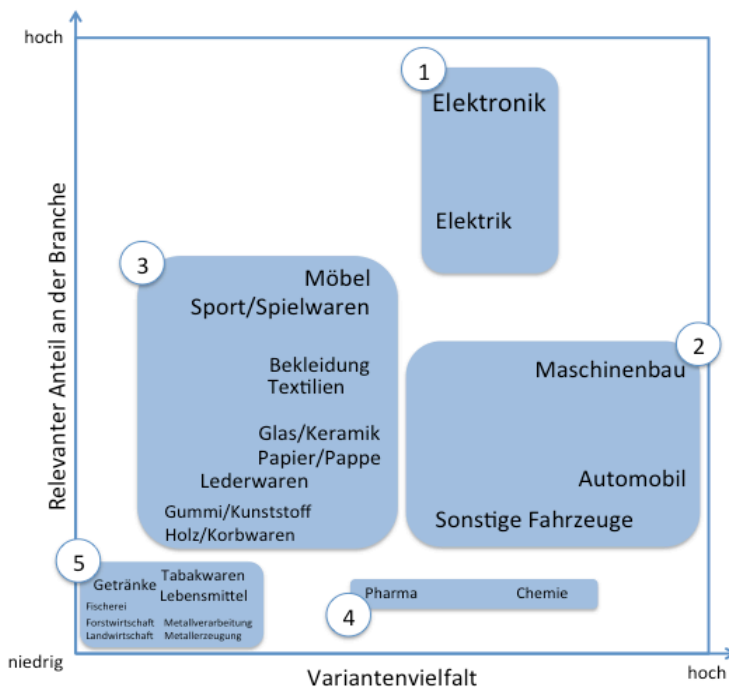 hoch
1
Elektronik
Elektrik
Relevanter Anteil an der Branche
3
Möbel
Sport/Spielwaren
Bekleidung
Textilien
Glas/Keramik
Papier/Pappe
Lederwaren
Gummi/Kunststoff
Holz/Korbwaren
2
Maschinenbau
Automobil
Sonstige Fahrzeuge
5
Getränke
Tabakwaren
Lebensmittel
Fischerei
Forstwirtschaft
Metallverarbeitung
Landwirtschaft
Metallerzeugung
Pharma
Chemie
4
niedrig
Variantenvielfalt
hoch